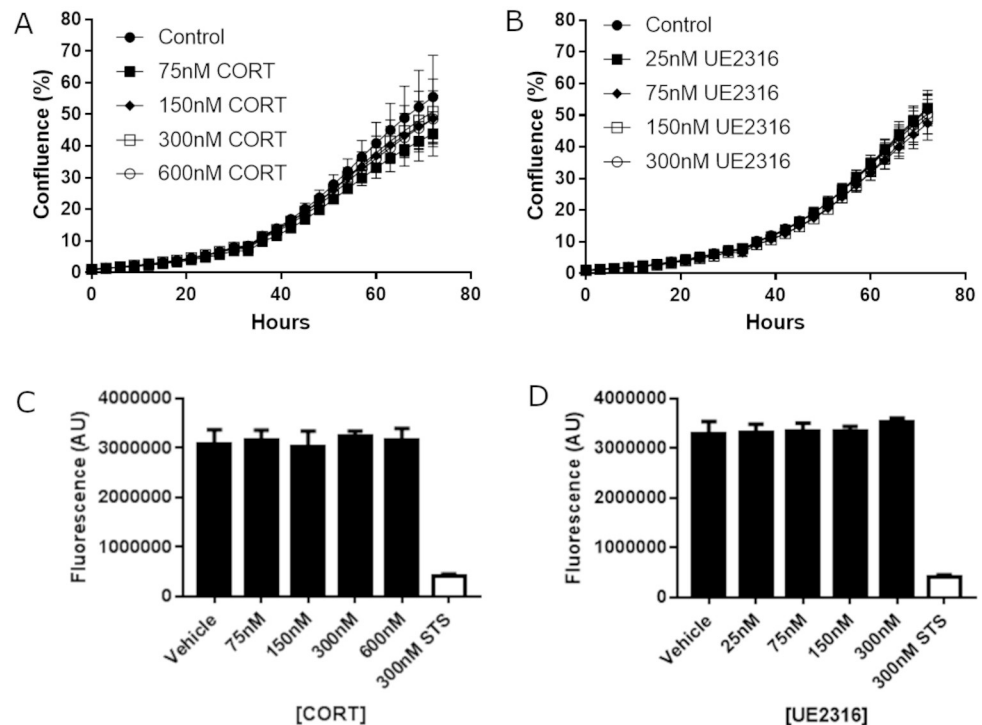 A
Confluence (%)
80
70
60
50
40
30
20
10
0
Control
75nM CORT
150nM CORT
300nM CORT
600nM CORT
0 20 40 60 80
Hours
B
Confluence (%)
80
70
60
50
40
30
20
10
0
Control
25nM UE2316
75nM UE2316
150nM UE2316
300nM UE2316
0 20 40 60 80
Hours
C
Fluorescence (AU)
4000000
3000000
2000000
1000000
0
Vehicle
75nM
150nM
300nM
600nM
300nM STS
[CORT]
D
Fluorescence (AU)
4000000
3000000
2000000
1000000
0
Vehicle
25nM
75nM
150nM
300nM
300nM STS
[UE2316]